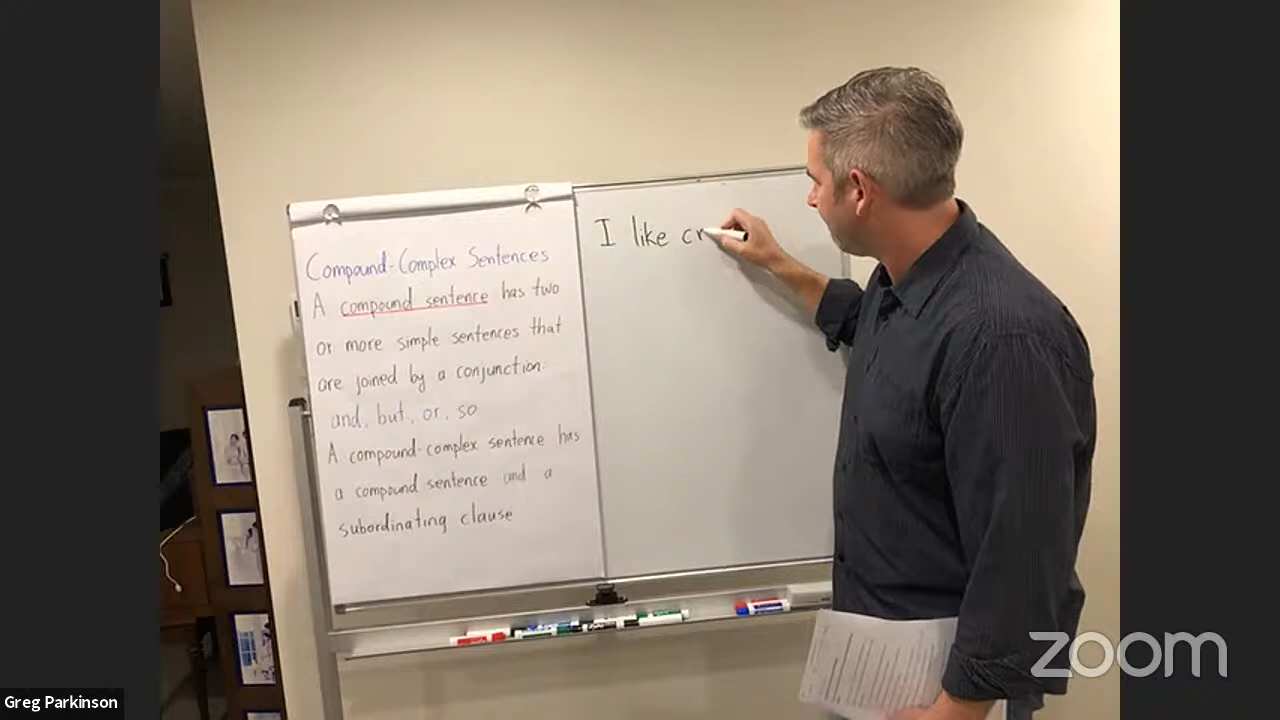 Compound-Complex Sentences
A compound sentence has two
or more simple sentences that
are joined by a conjunction:
and, but, or, so
A compound-complex sentence has
a compound sentence and a
subordinating clause
I like cr
Greg Parkinson
zoom